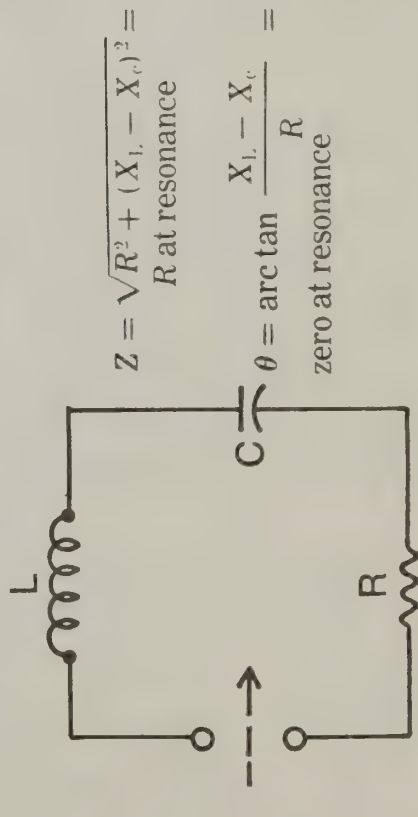 L
C
R
Z = √R² + (X_L − X_c)² =
R at resonance
θ = arc tan (X_L − X_c) / R =
zero at resonance